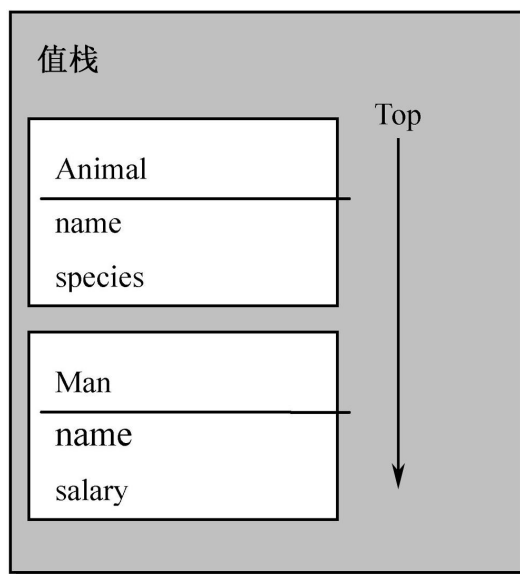 值栈
Top
Animal
name
species
Man
name
salary